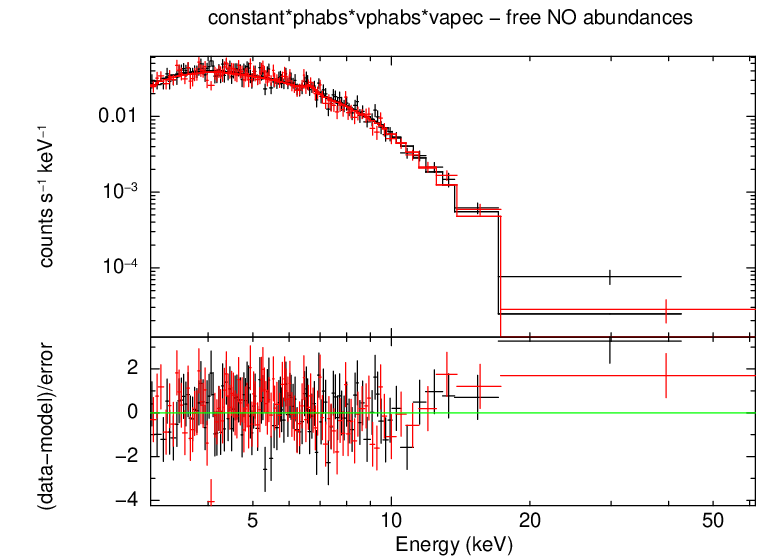 constant*phabs*vphabs*vapec − free NO abundances
counts s⁻¹ keV⁻¹
0.01
10⁻³
10⁻⁴
(data−model)/error
2
0
−2
−4
5
10
20
50
Energy (keV)